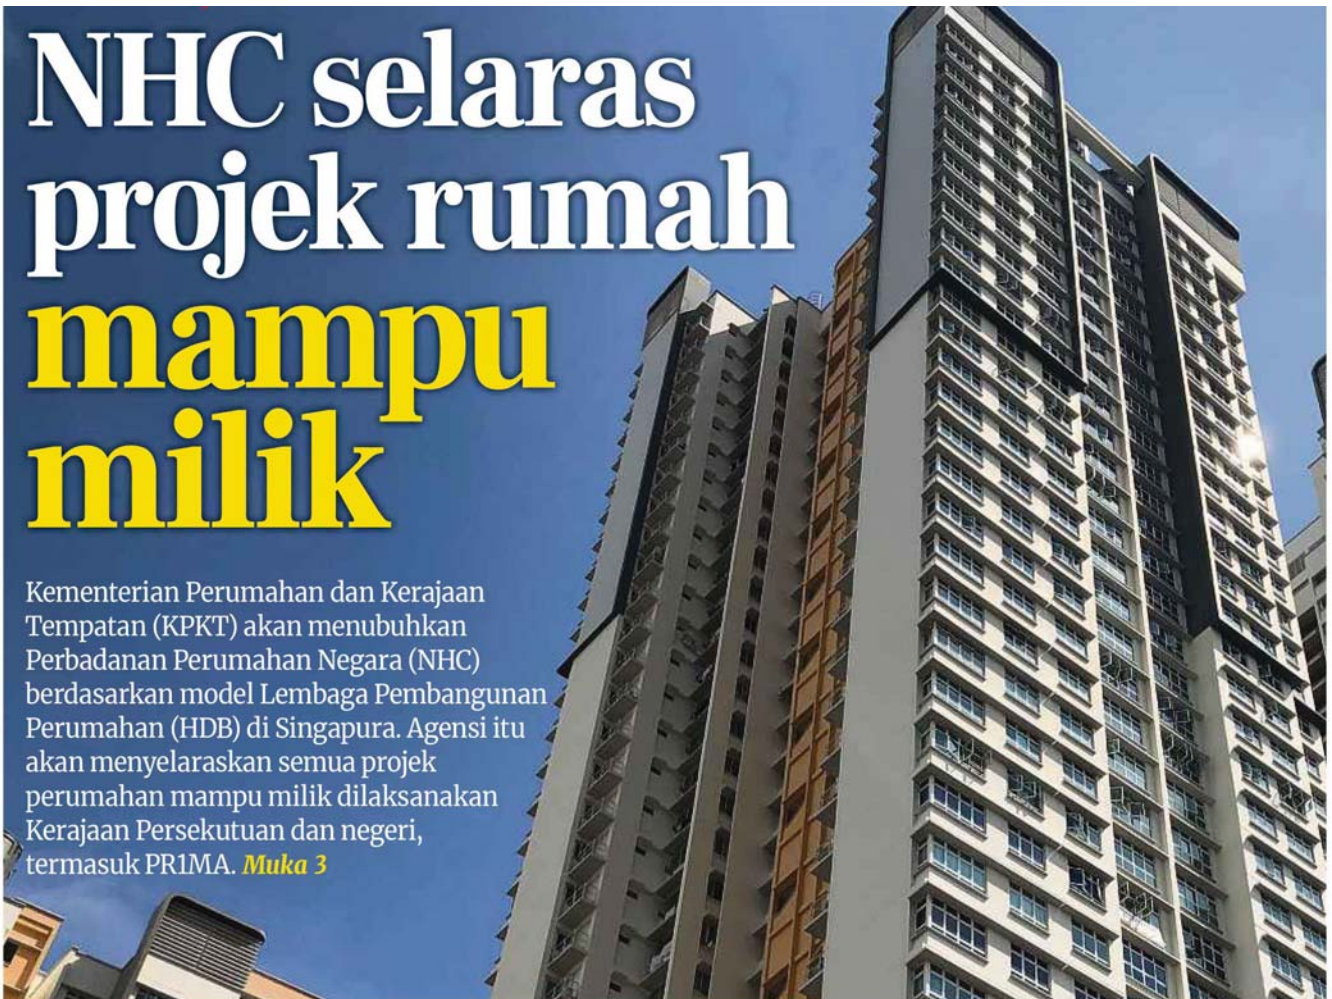 NHC selaras
projek rumah
mampu
milik
Kementerian Perumahan dan Kerajaan
Tempatan (KPKT) akan menubuhkan
Perbadanan Perumahan Negara (NHC)
berdasarkan model Lembaga Pembangunan
Perumahan (HDB) di Singapura. Agensi itu
akan menyelaraskan semua projek
perumahan mampu milik dilaksanakan
Kerajaan Persekutuan dan negeri,
termasuk PR1MA. Muka 3